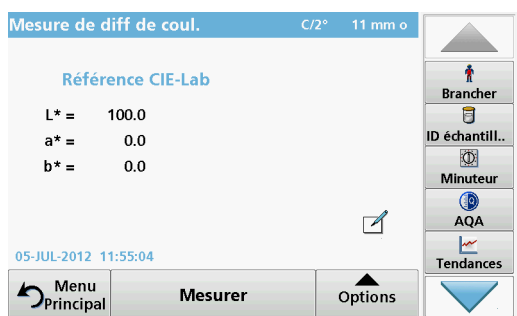 Mesure de diff de coul. C/2° 11 mm o
Référence CIE-Lab
L* = 100.0
a* = 0.0
b* = 0.0
05-JUL-2012 11:55:04
Menu
Principal
Mesurer
Options
Brancher
ID échantill..
Minuteur
AQA
Tendances